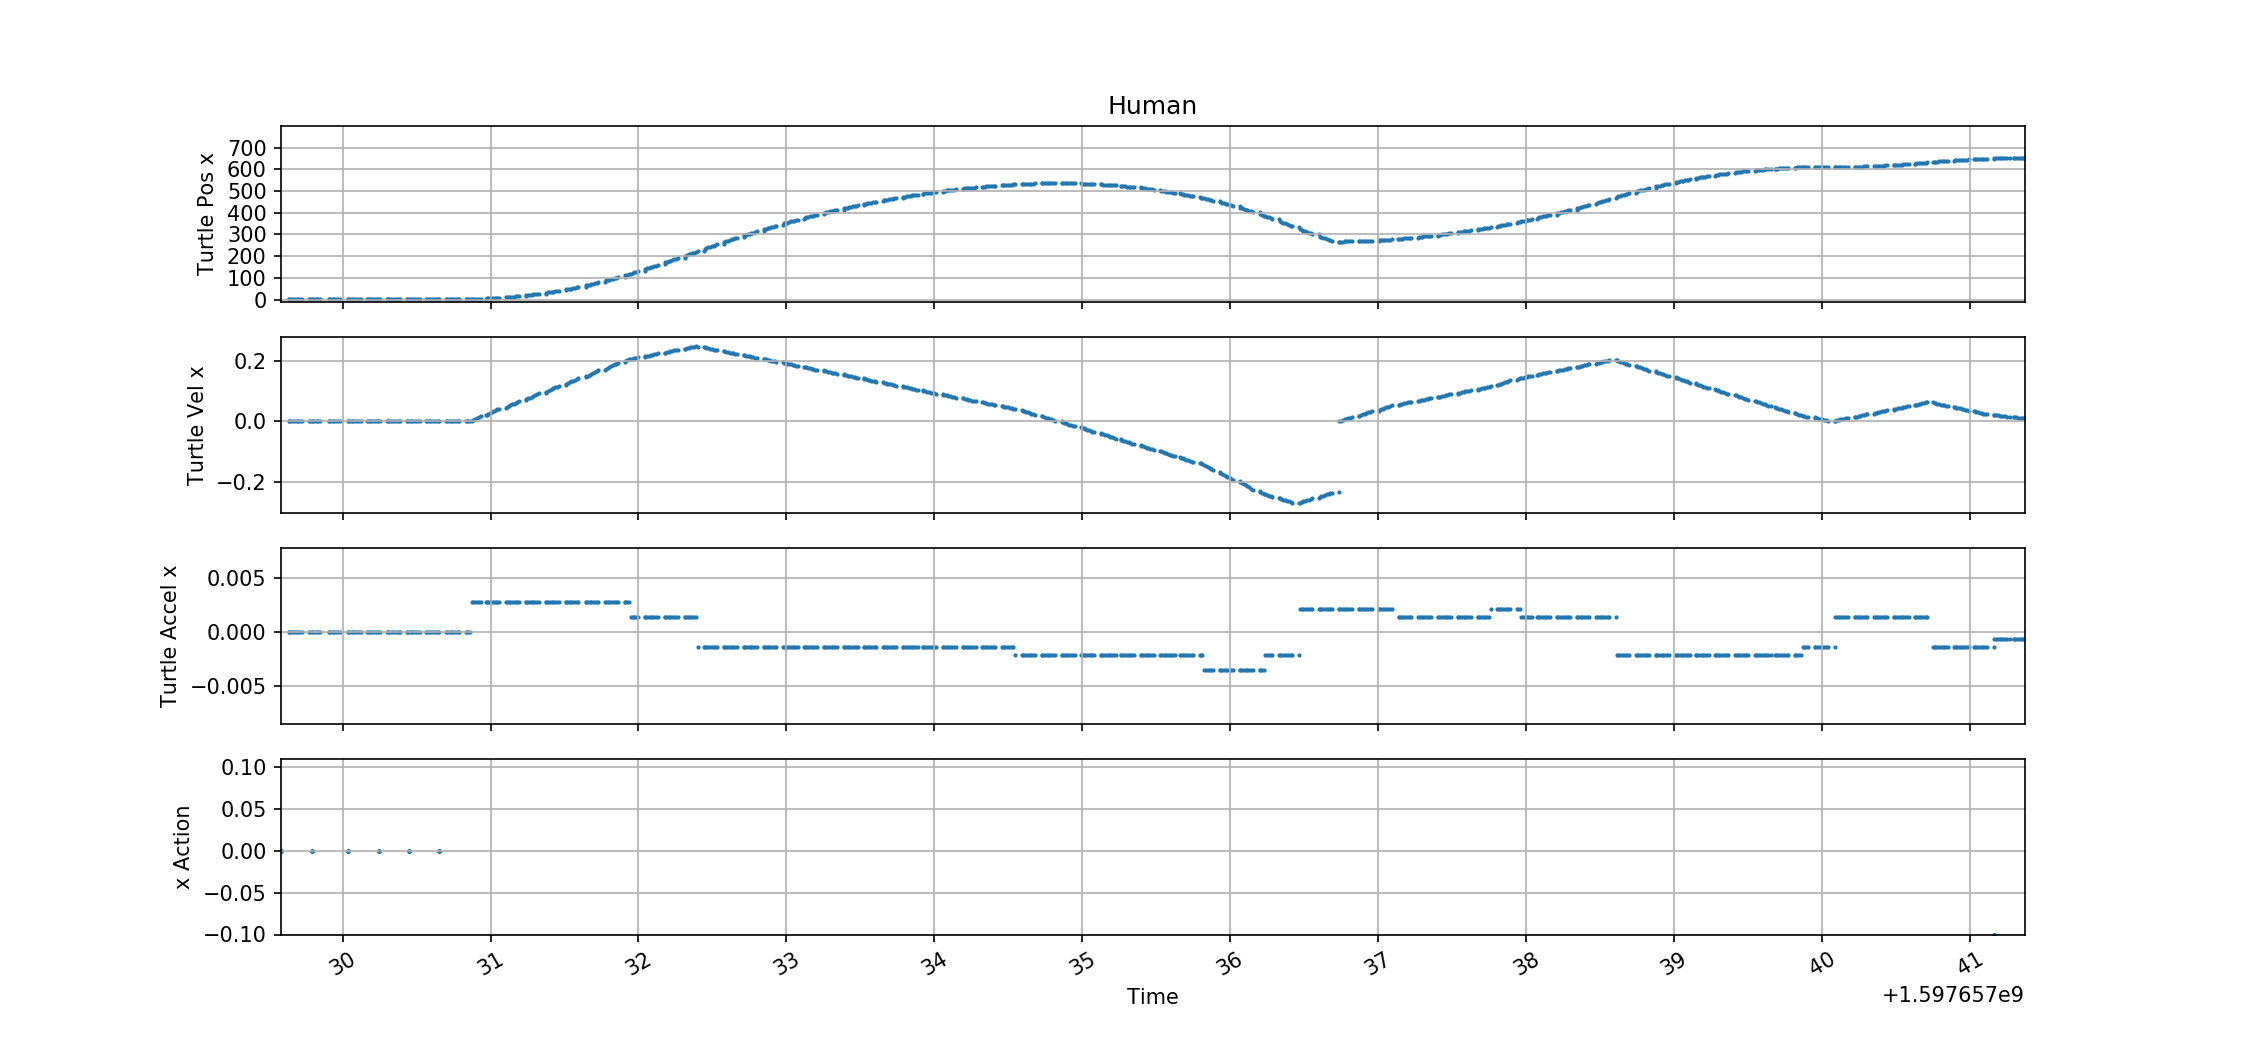 Human
Turtle Pos x
700
600
500
400
300
200
100
0
Turtle Vel x
0.2
0.0
−0.2
Turtle Accel x
0.005
0.000
−0.005
x Action
0.10
0.05
0.00
−0.05
−0.10
30 31 32 33 34 35 36 37 38 39 40 41
Time
+1.597657e9